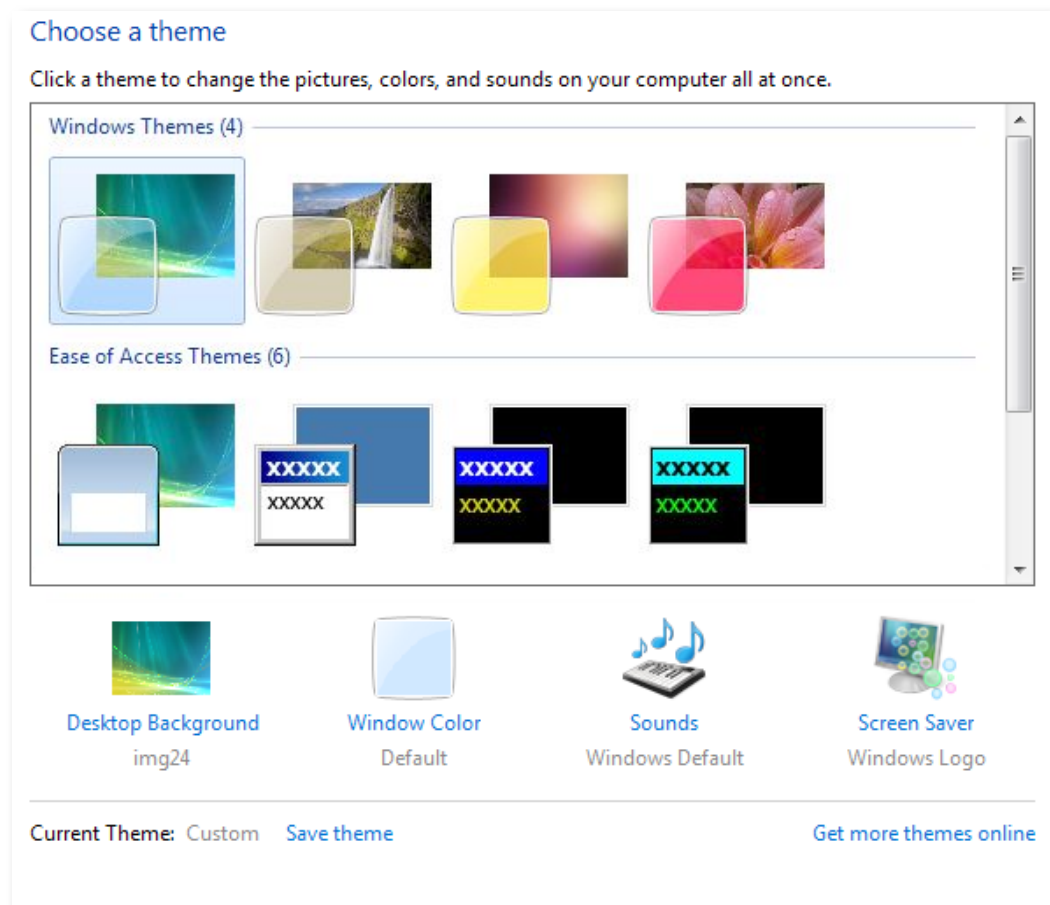 Choose a theme
Click a theme to change the pictures, colors, and sounds on your computer all at once.
Windows Themes (4)
Ease of Access Themes (6)
XXXXX XXXXX XXXXX
XXXXX XXXXX XXXXX
Desktop Background Window Color Sounds Screen Saver
img24 Default Windows Default Windows Logo
Current Theme: Custom Save theme Get more themes online